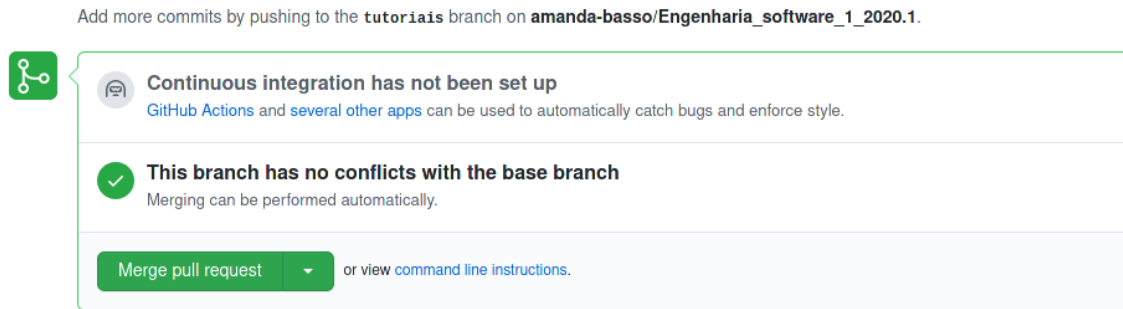 Add more commits by pushing to the tutoriais branch on amanda-basso/Engenharia_software_1_2020.1.
Continuous integration has not been set up
GitHub Actions and several other apps can be used to automatically catch bugs and enforce style.
This branch has no conflicts with the base branch
Merging can be performed automatically.
Merge pull request or view command line instructions.